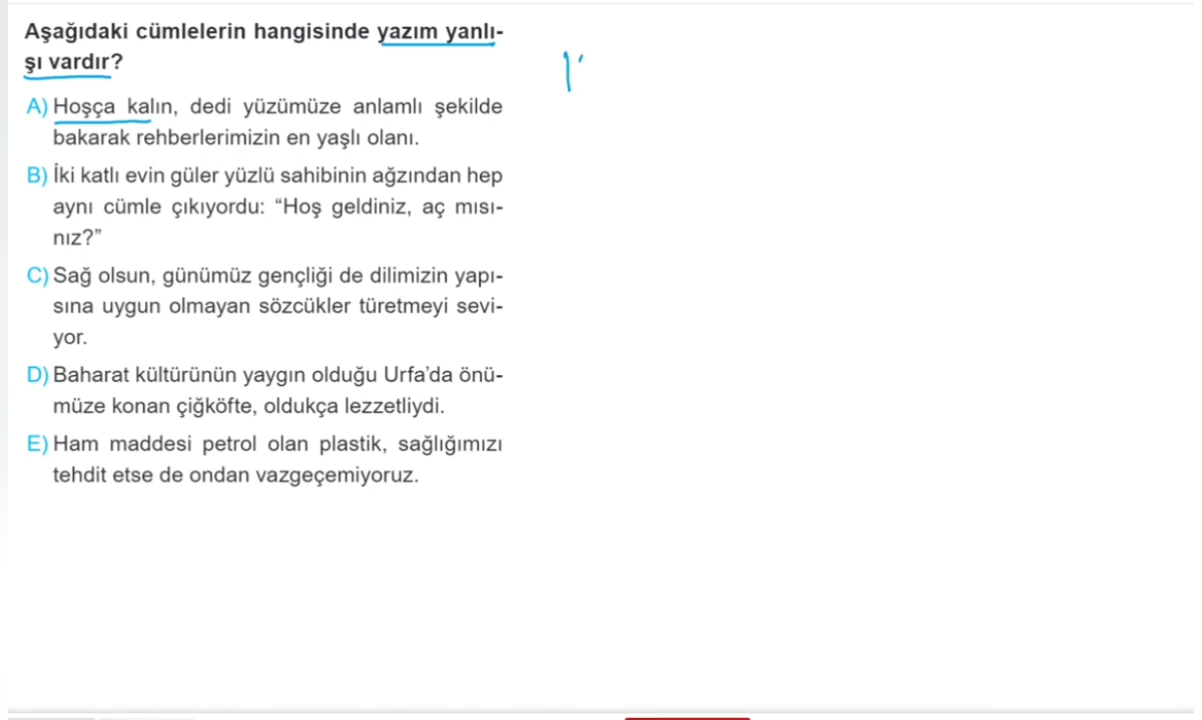 Aşağıdaki cümlelerin hangisinde yazım yanlı-
şı vardır?
A) Hoşça kalın, dedi yüzümüze anlamlı şekilde
bakarak rehberlerimizin en yaşlı olanı.
B) İki katlı evin güler yüzlü sahibinin ağzından hep
aynı cümle çıkıyordu: “Hoş geldiniz, aç mısı-
nız?”
C) Sağ olsun, günümüz gençliği de dilimizin yapı-
sına uygun olmayan sözcükler türetmeyi sevi-
yor.
D) Baharat kültürünün yaygın olduğu Urfa’da önü-
müze konan çiğköfte, oldukça lezzetliydi.
E) Ham maddesi petrol olan plastik, sağlığımızı
tehdit etse de ondan vazgeçemiyoruz.